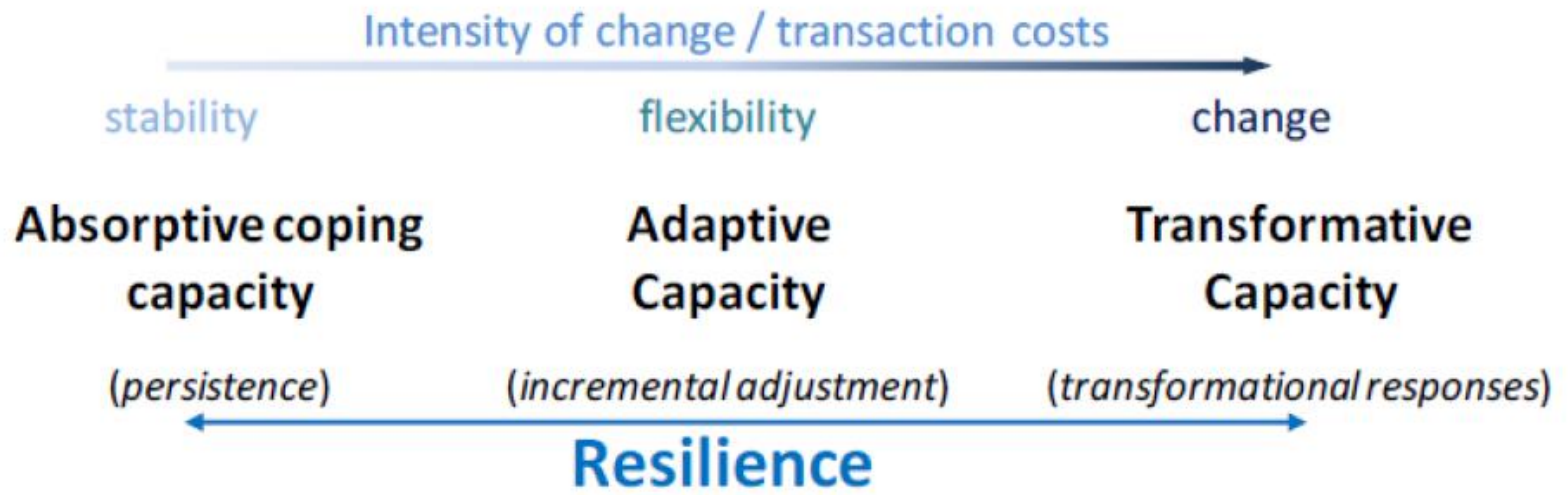 Intensity of change / transaction costs
stability flexibility change
Absorptive coping capacity
Adaptive Capacity
Transformative Capacity
(persistence) (incremental adjustment) (transformational responses)
Resilience